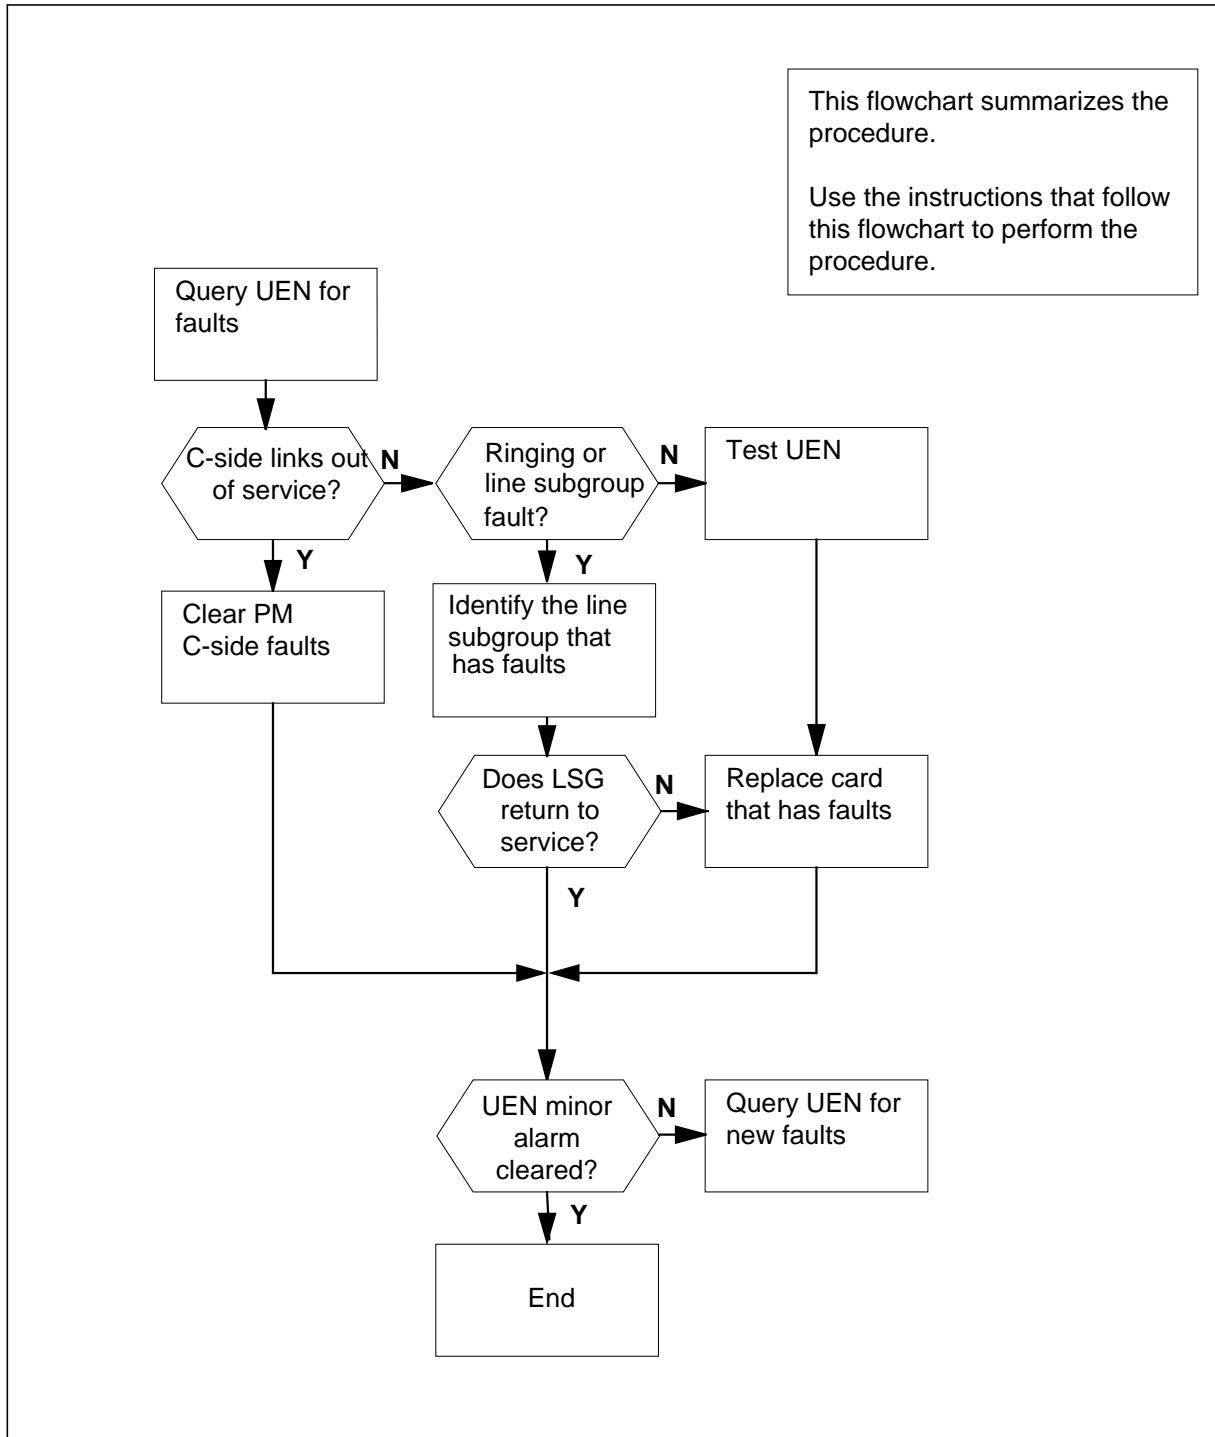 This flowchart summarizes the
procedure.
Use the instructions that follow
this flowchart to perform the
procedure.
Query UEN for
faults
C-side links out
of service?
N
Ringing or
line subgroup
fault?
N
Test UEN
Y
Y
Clear PM
C-side faults
Identify the line
subgroup that
has faults
Does LSG
return to
service?
N
Replace card
that has faults
Y
UEN minor
alarm
cleared?
N
Query UEN for
new faults
Y
End